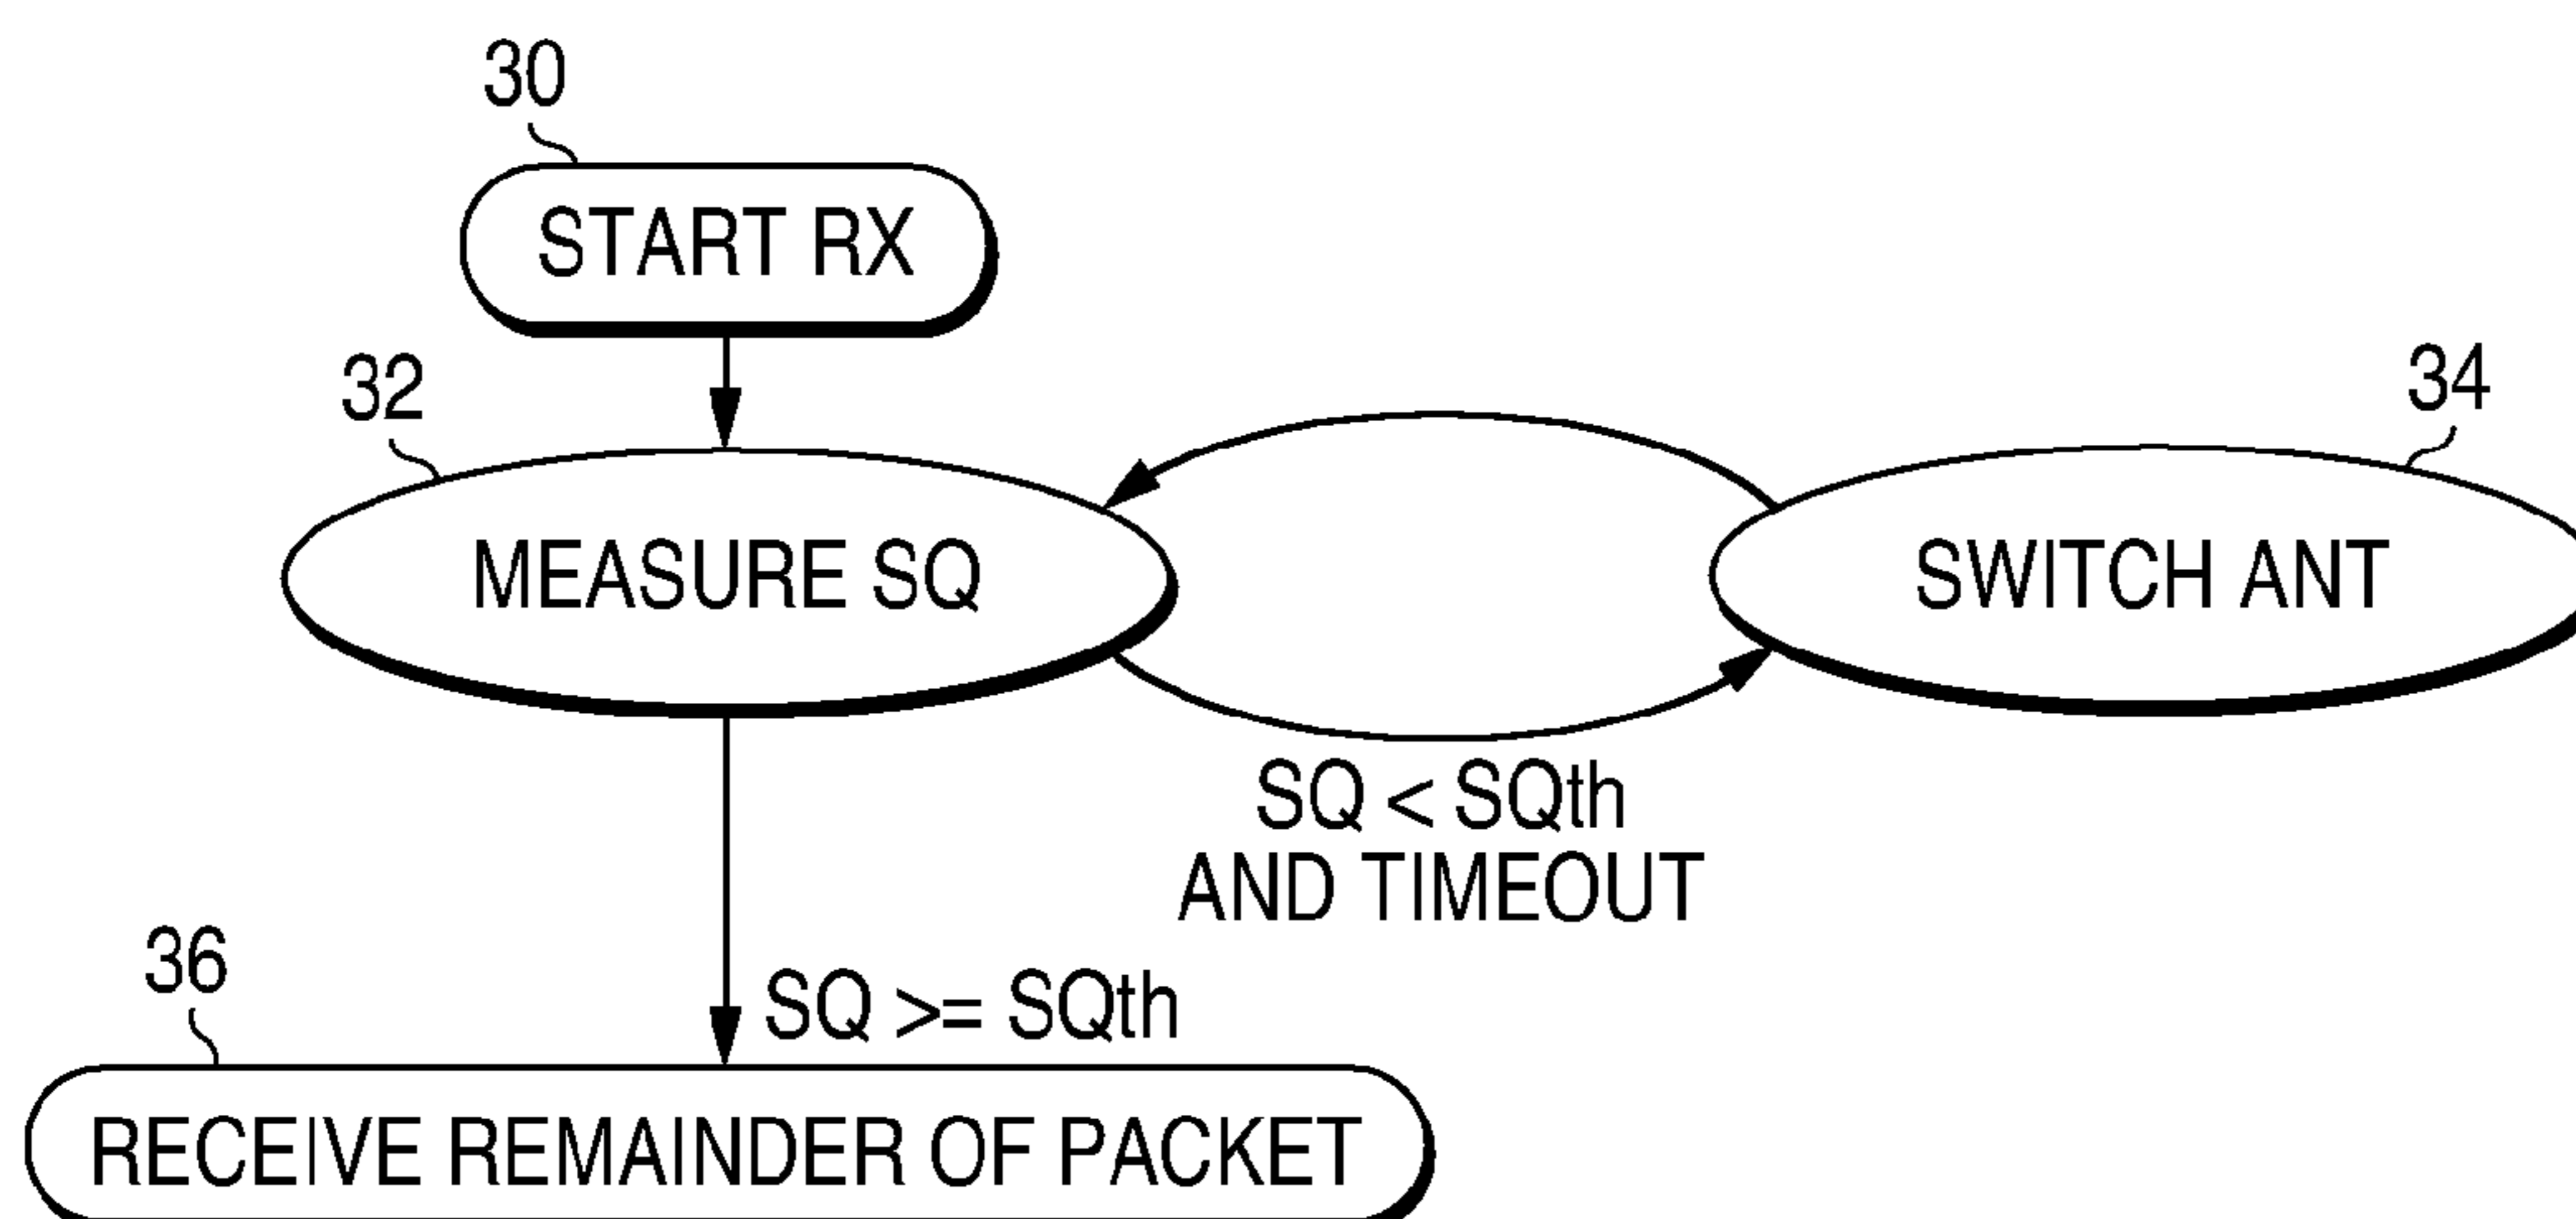 30
START RX
32
34
MEASURE SQ
SWITCH ANT
SQ < SQth
AND TIMEOUT
36
SQ >= SQth
RECEIVE REMAINDER OF PACKET